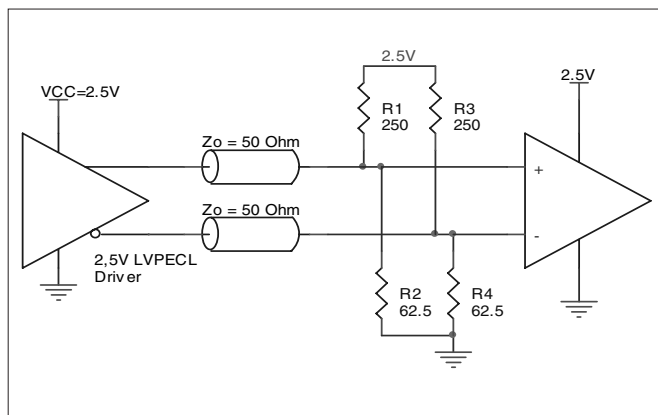 2.5V
2.5V
VCC=2.5V
R1
250
R3
250
Zo = 50 Ohm
+
Zo = 50 Ohm
-
2,5V LVPECL
Driver
R2
62.5
R4
62.5